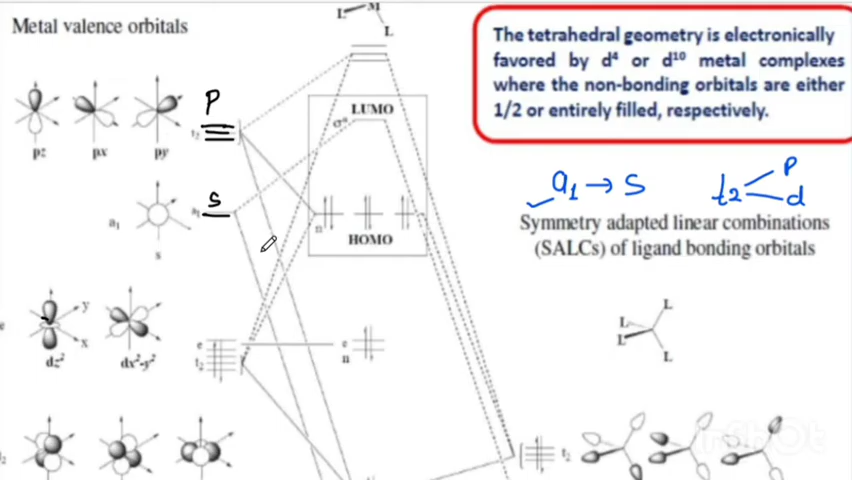 Metal valence orbitals
L
M
L
The tetrahedral geometry is electronically
favored by d⁴ or d¹⁰ metal complexes
where the non-bonding orbitals are either
1/2 or entirely filled, respectively.
P
LUMO
t₂
σ*
pz
px
py
a₁ → S
t₂
P
d
S
a₁
a₁
s
n
HOMO
Symmetry adapted linear combinations
(SALCs) of ligand bonding orbitals
e
y
x
dz²
dx²-y²
e
t₂
e
n
L
L
L
L
t₂